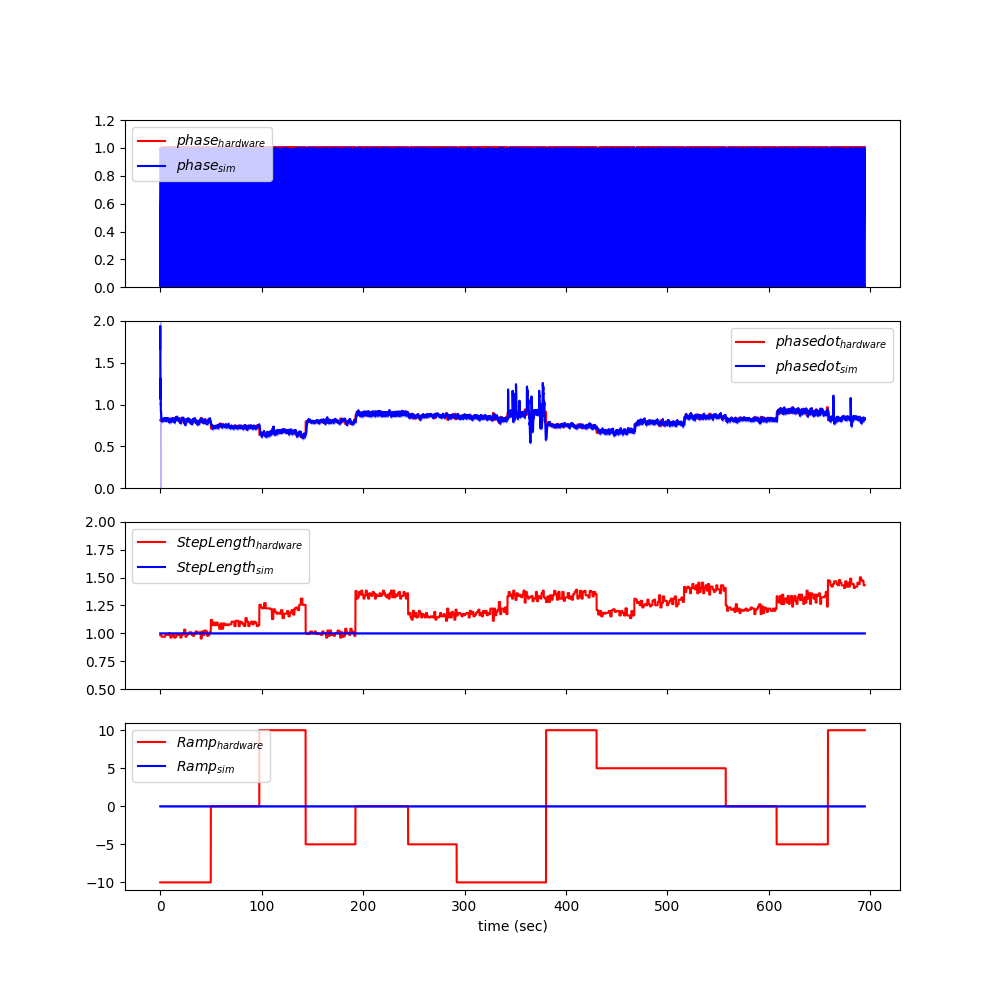 1.2
1.0
0.8
0.6
0.4
0.2
0.0
phase_hardware
phase_sim
2.0
1.5
1.0
0.5
0.0
phasedot_hardware
phasedot_sim
2.00
1.75
1.50
1.25
1.00
0.75
0.50
StepLength_hardware
StepLength_sim
10
5
0
−5
−10
Ramp_hardware
Ramp_sim
0 100 200 300 400 500 600 700
time (sec)